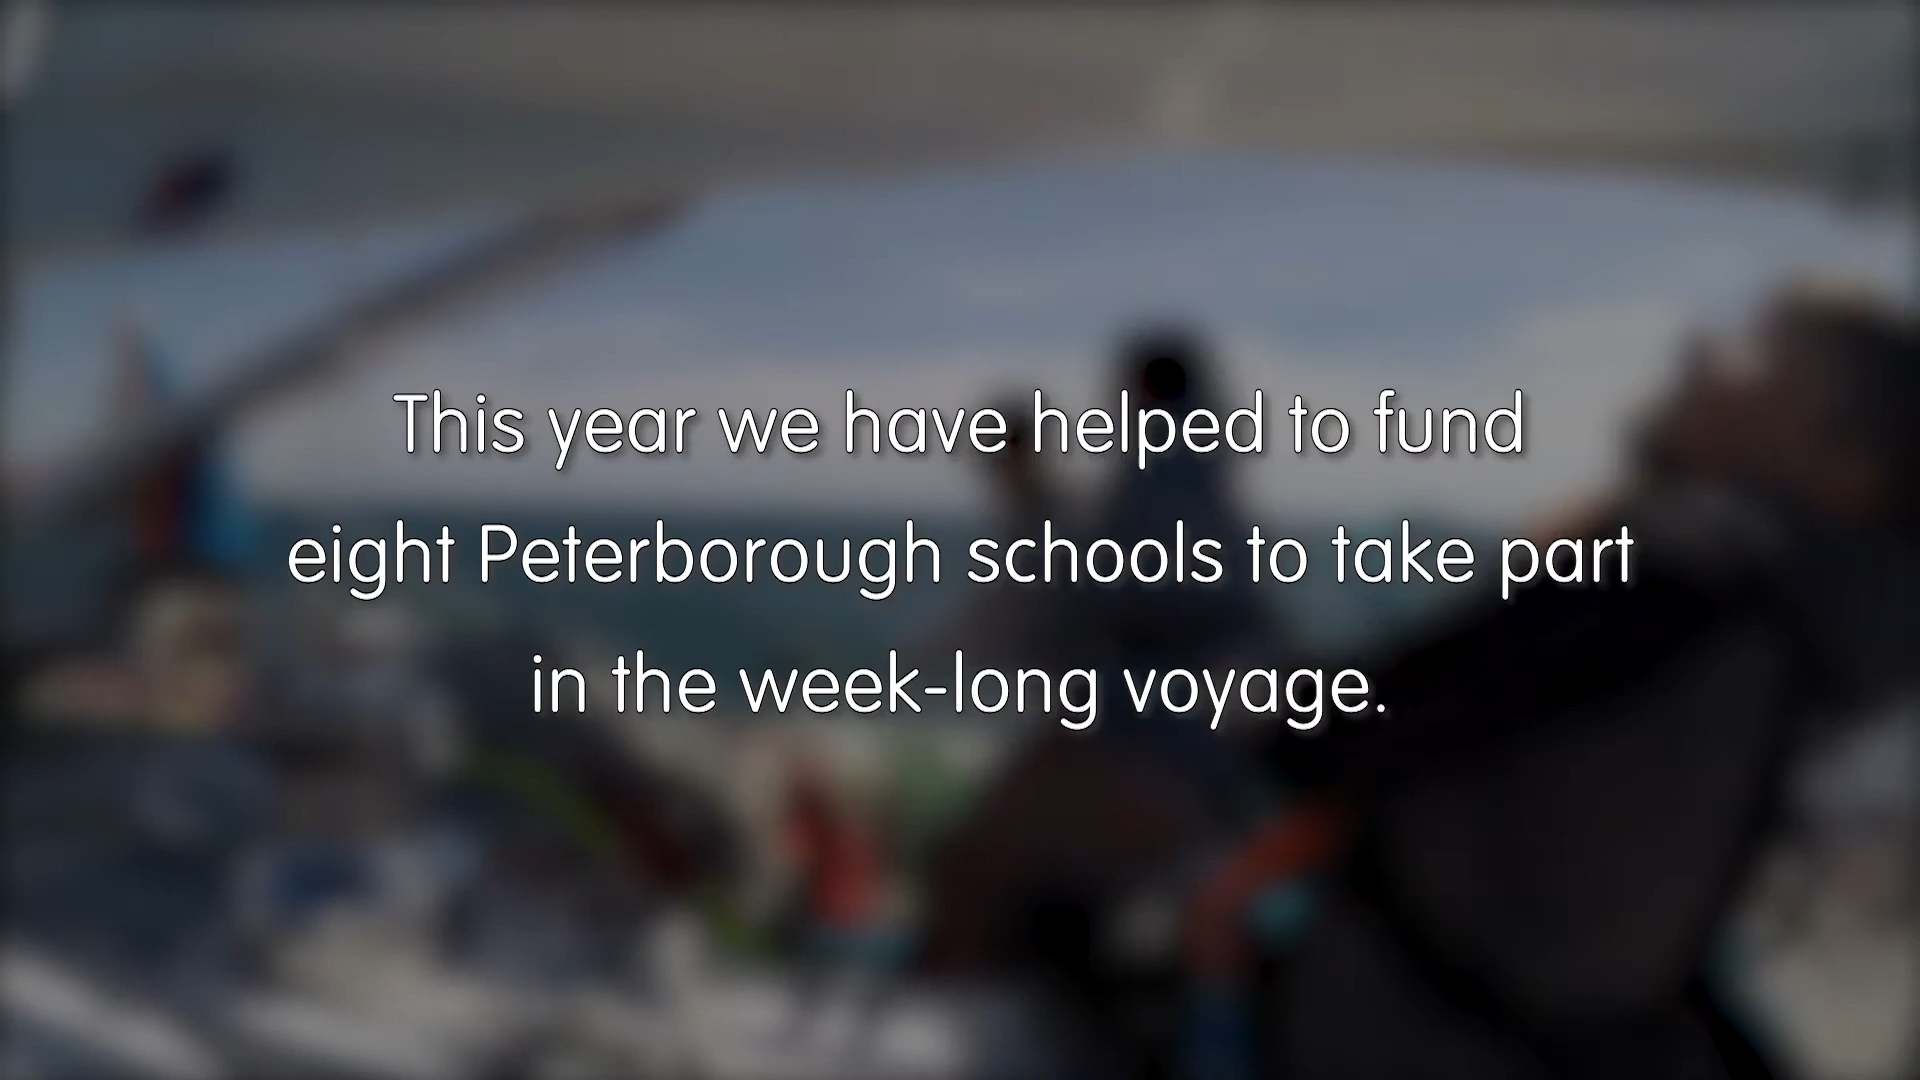 This year we have helped to fund
eight Peterborough schools to take part
in the week-long voyage.